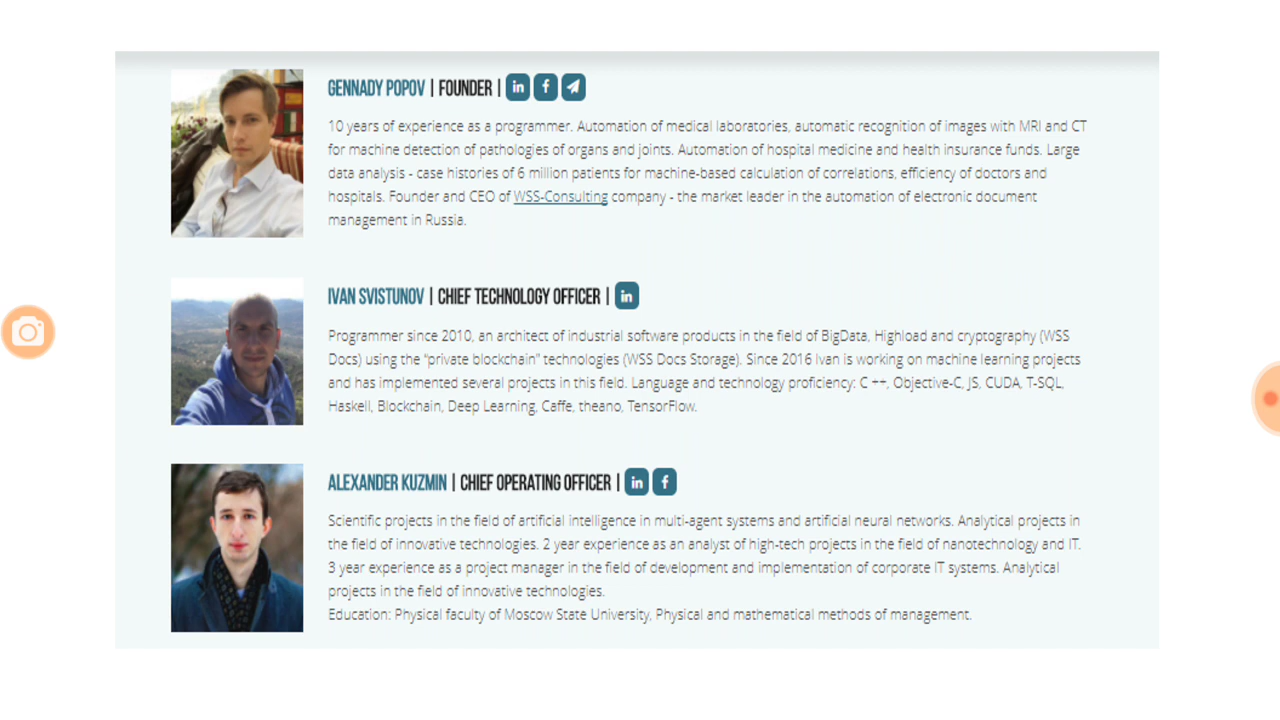 GENNADY POPOV | FOUNDER |
10 years of experience as a programmer. Automation of medical laboratories, automatic recognition of images with MRI and CT
for machine detection of pathologies of organs and joints. Automation of hospital medicine and health insurance funds. Large
data analysis - case histories of 6 million patients for machine-based calculation of correlations, efficiency of doctors and
hospitals. Founder and CEO of WSS-Consulting company - the market leader in the automation of electronic document
management in Russia.
IVAN SVISTUNOV | CHIEF TECHNOLOGY OFFICER |
Programmer since 2010, an architect of industrial software products in the field of BigData, Highload and cryptography (WSS
Docs) using the “private blockchain” technologies (WSS Docs Storage). Since 2016 Ivan is working on machine learning projects
and has implemented several projects in this field. Language and technology proficiency: C ++, Objective-C, JS, CUDA, T-SQL,
Haskell, Blockchain, Deep Learning, Caffe, theano, TensorFlow.
ALEXANDER KUZMIN | CHIEF OPERATING OFFICER |
Scientific projects in the field of artificial intelligence in multi-agent systems and artificial neural networks. Analytical projects in
the field of innovative technologies. 2 year experience as an analyst of high-tech projects in the field of nanotechnology and IT.
3 year experience as a project manager in the field of development and implementation of corporate IT systems. Analytical
projects in the field of innovative technologies.
Education: Physical faculty of Moscow State University, Physical and mathematical methods of management.